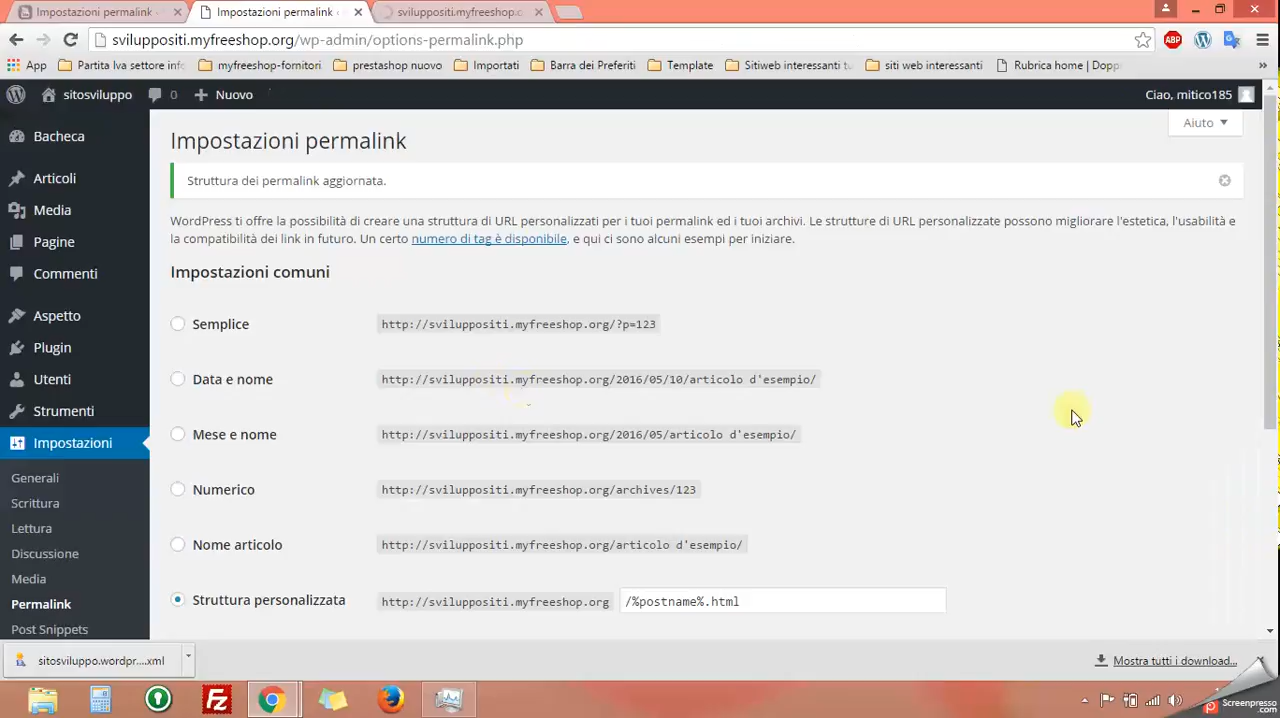 Impostazioni permalink
Impostazioni permalink
sviluppositi.myfreeshop.o
sviluppositi.myfreeshop.org/wp-admin/options-permalink.php
ABP
App
Partita Iva settore info
myfreeshop-fornitori
prestashop nuovo
Importati
Barra dei Preferiti
Template
Sitiweb interessanti tu
siti web interessanti
Rubrica home | Dopp
»
sitosviluppo
0
Nuovo
Ciao, mitico185
Aiuto
Bacheca
Articoli
Media
Pagine
Commenti
Aspetto
Plugin
Utenti
Strumenti
Impostazioni
Generali
Scrittura
Lettura
Discussione
Media
Permalink
Post Snippets
Impostazioni permalink
Struttura dei permalink aggiornata.
WordPress ti offre la possibilità di creare una struttura di URL personalizzati per i tuoi permalink ed i tuoi archivi. Le strutture di URL personalizzate possono migliorare l'estetica, l'usabilità e
la compatibilità dei link in futuro. Un certo numero di tag è disponibile, e qui ci sono alcuni esempi per iniziare.
Impostazioni comuni
Semplice http://sviluppositi.myfreeshop.org/?p=123
Data e nome http://sviluppositi.myfreeshop.org/2016/05/10/articolo d'esempio/
Mese e nome http://sviluppositi.myfreeshop.org/2016/05/articolo d'esempio/
Numerico http://sviluppositi.myfreeshop.org/archives/123
Nome articolo http://sviluppositi.myfreeshop.org/articolo d'esempio/
Struttura personalizzata http://sviluppositi.myfreeshop.org /%postname%.html
sitosviluppo.wordpr....xml
Mostra tutti i download...
Screenpresso
.com